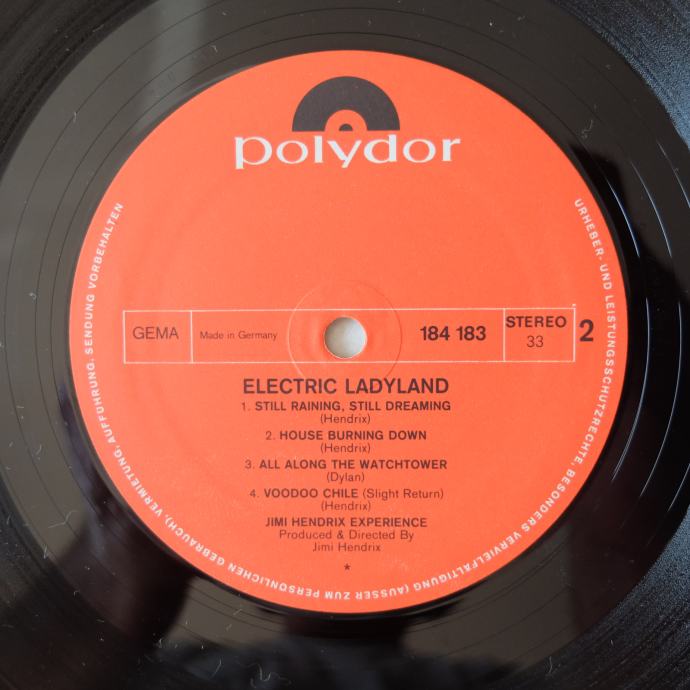 polydor
GEMA
Made in Germany
184 183
STEREO
33
2
ELECTRIC LADYLAND
1. STILL RAINING, STILL DREAMING
(Hendrix)
2. HOUSE BURNING DOWN
(Hendrix)
3. ALL ALONG THE WATCHTOWER
(Dylan)
4. VOODOO CHILE (Slight Return)
(Hendrix)
JIMI HENDRIX EXPERIENCE
Produced & Directed By
Jimi Hendrix
*
URHEBER- UND LEISTUNGSSCHUTZRECHTE, BESONDERS VERVIELFÄLTIGUNG (AUSSER ZUM PERSÖNLICHEN GEBRAUCH), VERMIETUNG, AUFFÜHRUNG, SENDUNG VORBEHALTEN